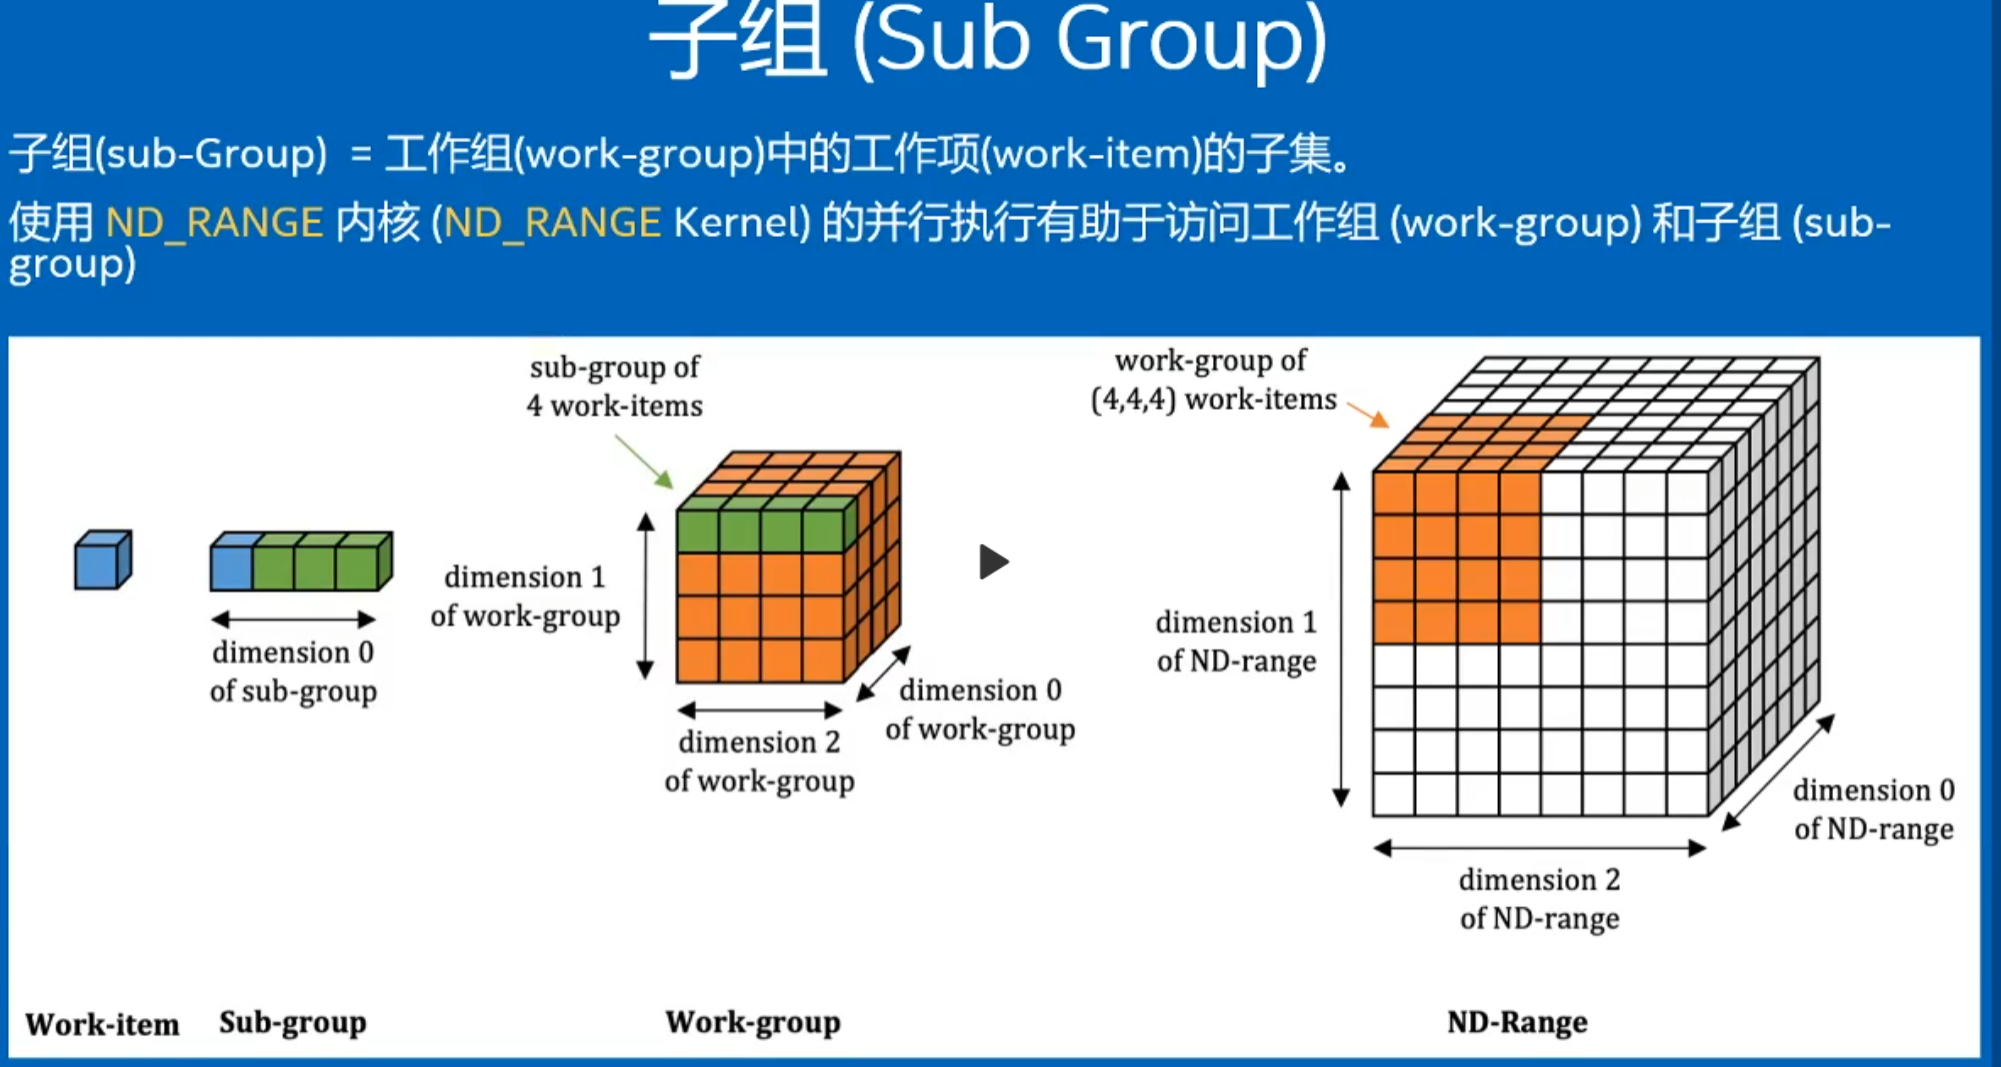 子组 (Sub Group)
子组(sub-Group) = 工作组(work-group)中的工作项(work-item)的子集。
使用 ND_RANGE 内核 (ND_RANGE Kernel) 的并行执行有助于访问工作组 (work-group) 和子组 (sub-
group)
sub-group of
4 work-items
work-group of
(4,4,4) work-items
dimension 1
of work-group
dimension 0
of sub-group
dimension 0
of work-group
dimension 2
of work-group
dimension 1
of ND-range
dimension 0
of ND-range
dimension 2
of ND-range
Work-item
Sub-group
Work-group
ND-Range